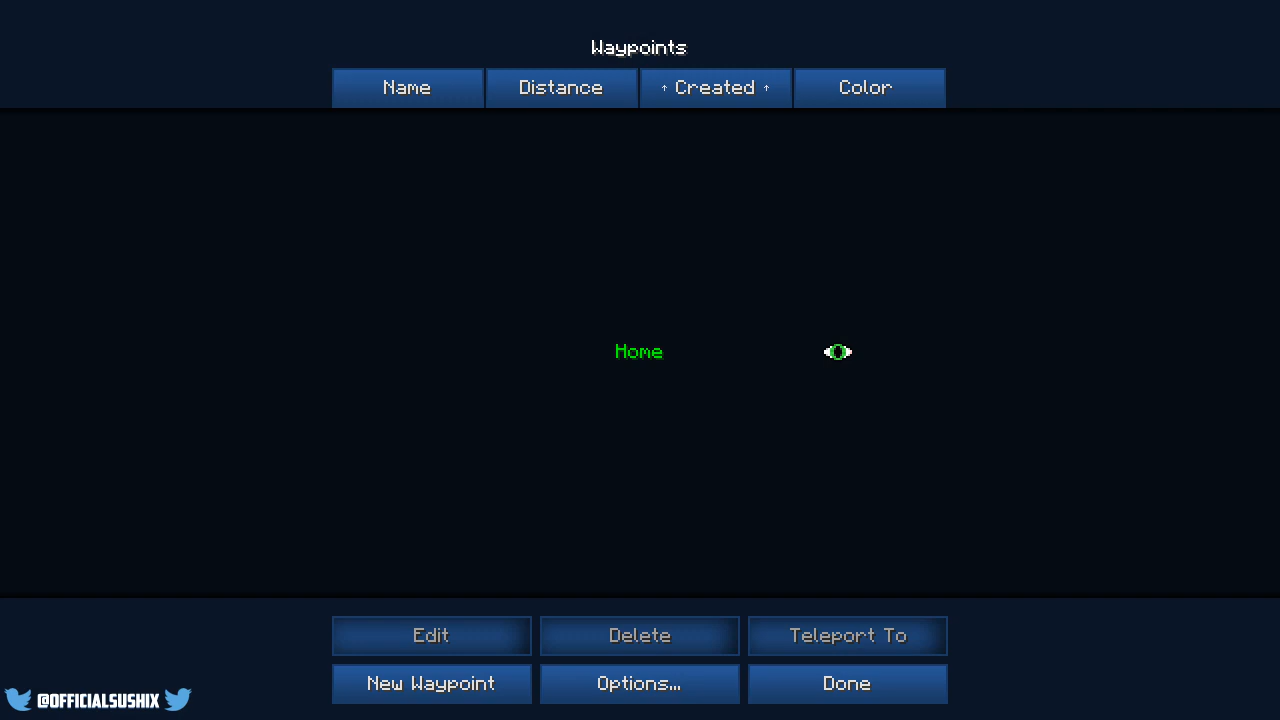 Waypoints
Name Distance ↑ Created ↑ Color
Home
Edit Delete Teleport To
New Waypoint Options... Done
@OFFICIALSUSHIX